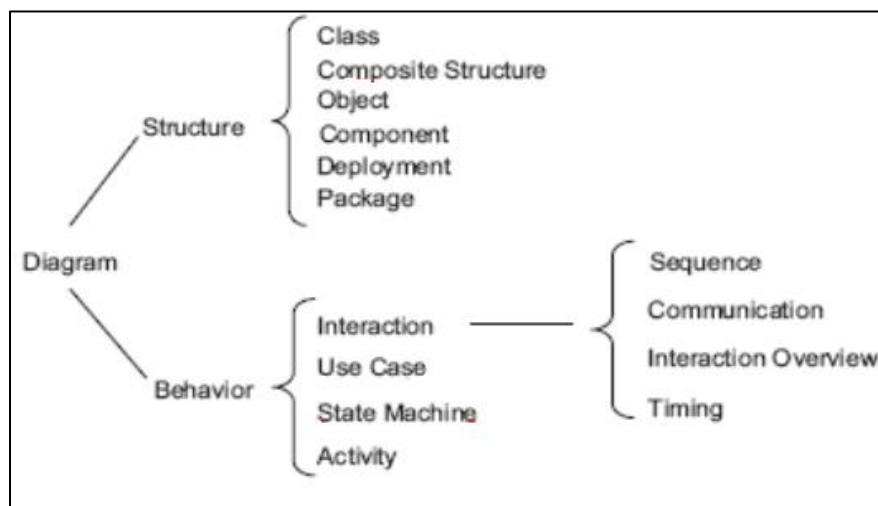 Diagram
Structure
Class
Composite Structure
Object
Component
Deployment
Package
Behavior
Interaction
Use Case
State Machine
Activity
Sequence
Communication
Interaction Overview
Timing